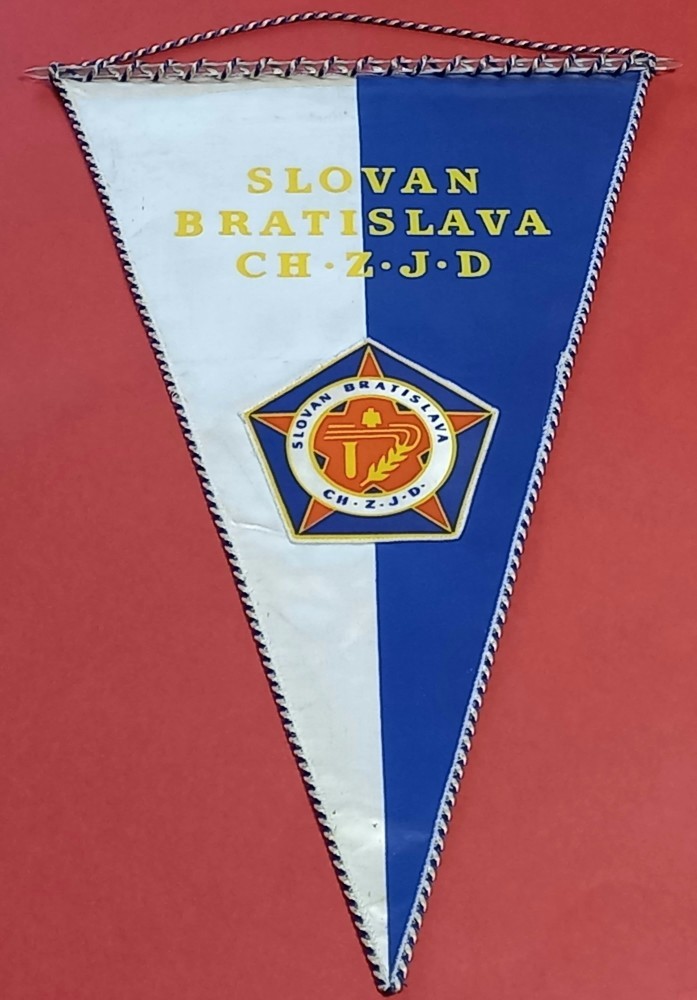 SLOVAN
BRATISLAVA
CH·Z·J·D
SLOVAN BRATISLAVA
CH·Z·J·D·